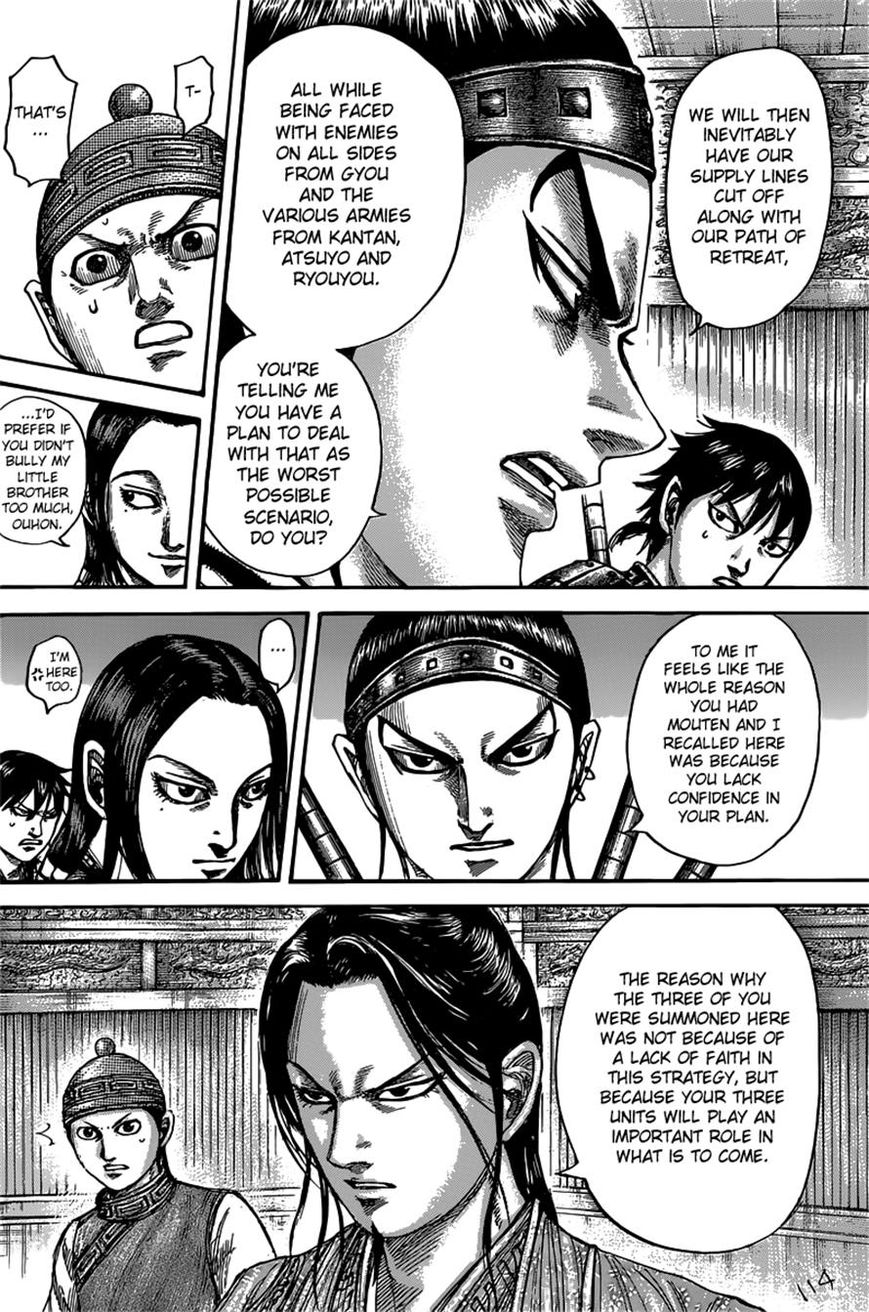 WE WILL THEN
INEVITABLY
HAVE OUR
SUPPLY LINES
CUT OFF
ALONG WITH
OUR PATH OF
RETREAT,
ALL WHILE
BEING FACED
WITH ENEMIES
ON ALL SIDES
FROM GYOU
AND THE
VARIOUS ARMIES
FROM KANTAN,
ATSUYO AND
RYOUYOU.
YOU'RE
TELLING ME
YOU HAVE A
PLAN TO DEAL
WITH THAT AS
THE WORST
POSSIBLE
SCENARIO,
DO YOU?
T-
THAT'S
...
...I'D
PREFER IF
YOU DIDN'T
BULLY MY
LITTLE
BROTHER
TOO MUCH,
OUHON.
TO ME IT
FEELS LIKE THE
WHOLE REASON
YOU HAD
MOUTEN AND I
RECALLED HERE
WAS BECAUSE
YOU LACK
CONFIDENCE IN
YOUR PLAN.
...
I'M
HERE
TOO.
THE REASON WHY
THE THREE OF YOU
WERE SUMMONED HERE
WAS NOT BECAUSE OF
A LACK OF FAITH IN
THIS STRATEGY, BUT
BECAUSE YOUR THREE
UNITS WILL PLAY AN
IMPORTANT ROLE IN
WHAT IS TO COME.
114